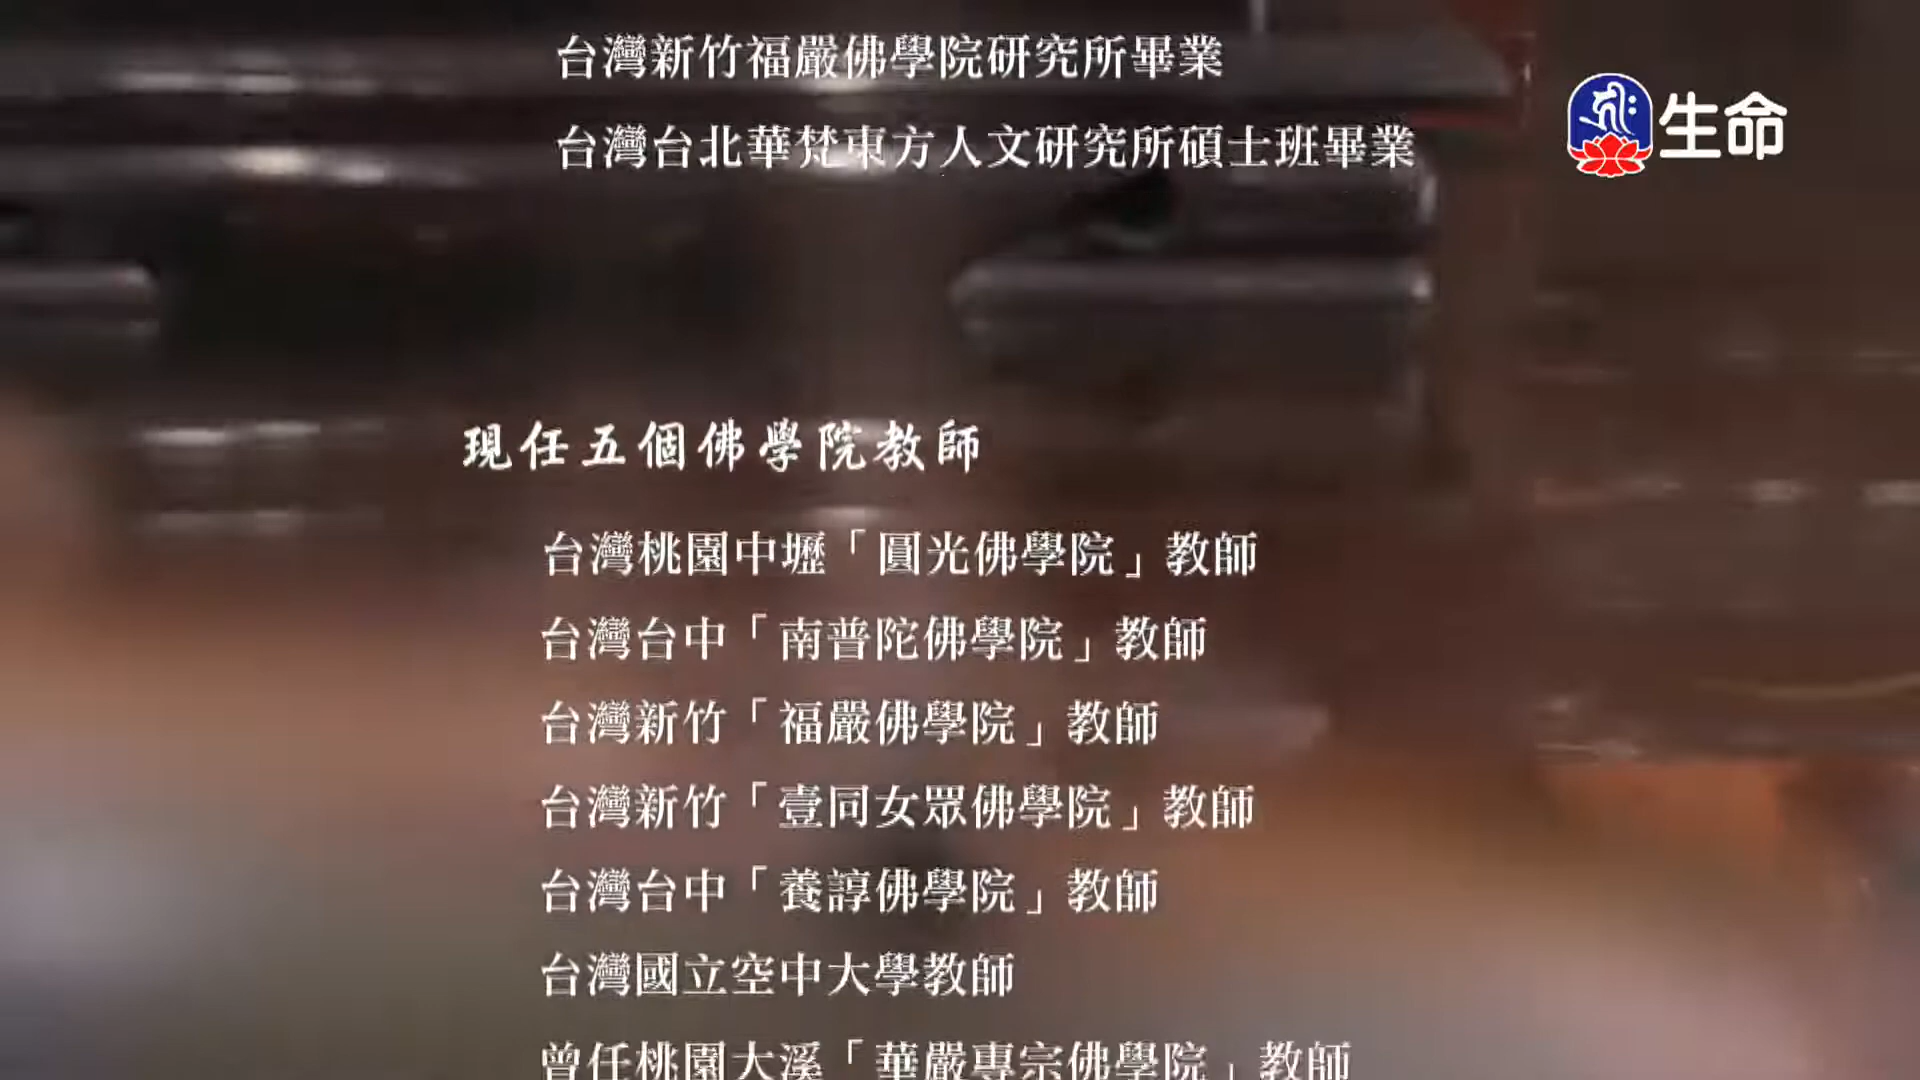 台灣新竹福嚴佛學院研究所畢業
生命
台灣台北華梵東方人文研究所碩士班畢業
現任五個佛學院教師
台灣桃園中壢「圓光佛學院」教師
台灣台中「南普陀佛學院」教師
台灣新竹「福嚴佛學院」教師
台灣新竹「壹同女眾佛學院」教師
台灣台中「養諄佛學院」教師
台灣國立空中大學教師
曾任桃園大溪「華嚴專宗佛學院」教師